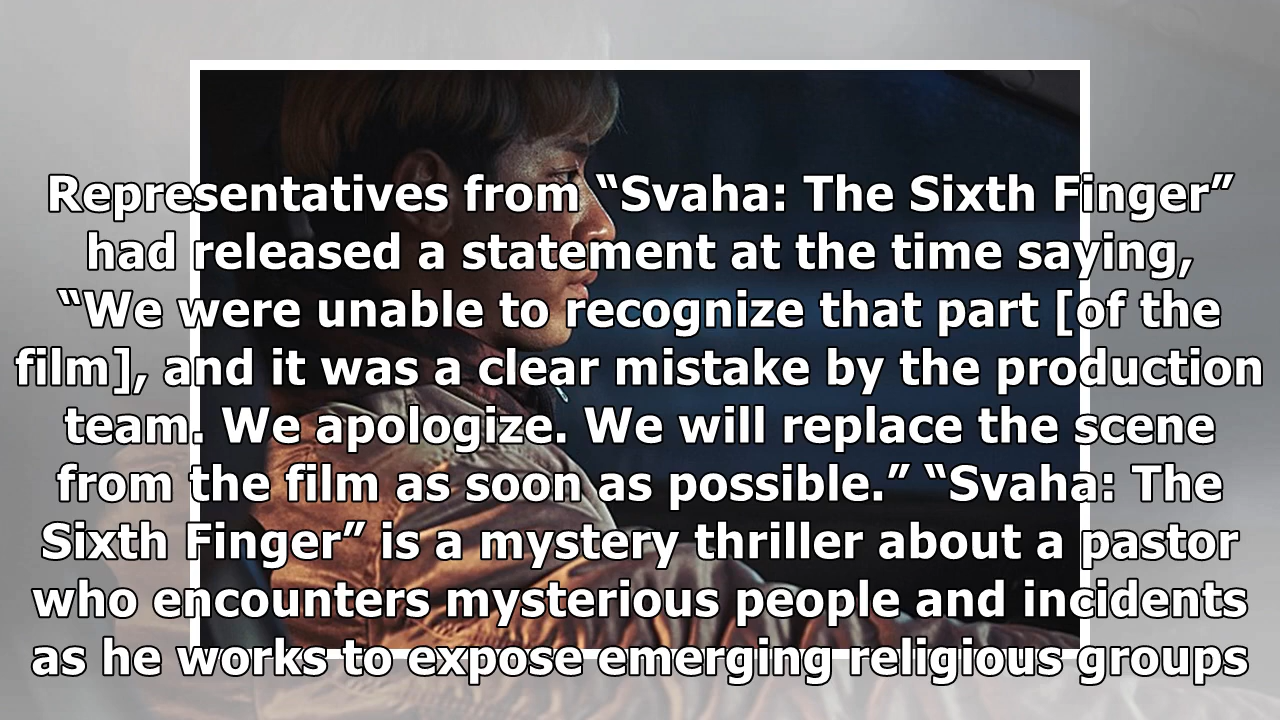 Representatives from “Svaha: The Sixth Finger”
had released a statement at the time saying,
“We were unable to recognize that part [of the
film], and it was a clear mistake by the production
team. We apologize. We will replace the scene
from the film as soon as possible.” “Svaha: The
Sixth Finger” is a mystery thriller about a pastor
who encounters mysterious people and incidents
as he works to expose emerging religious groups